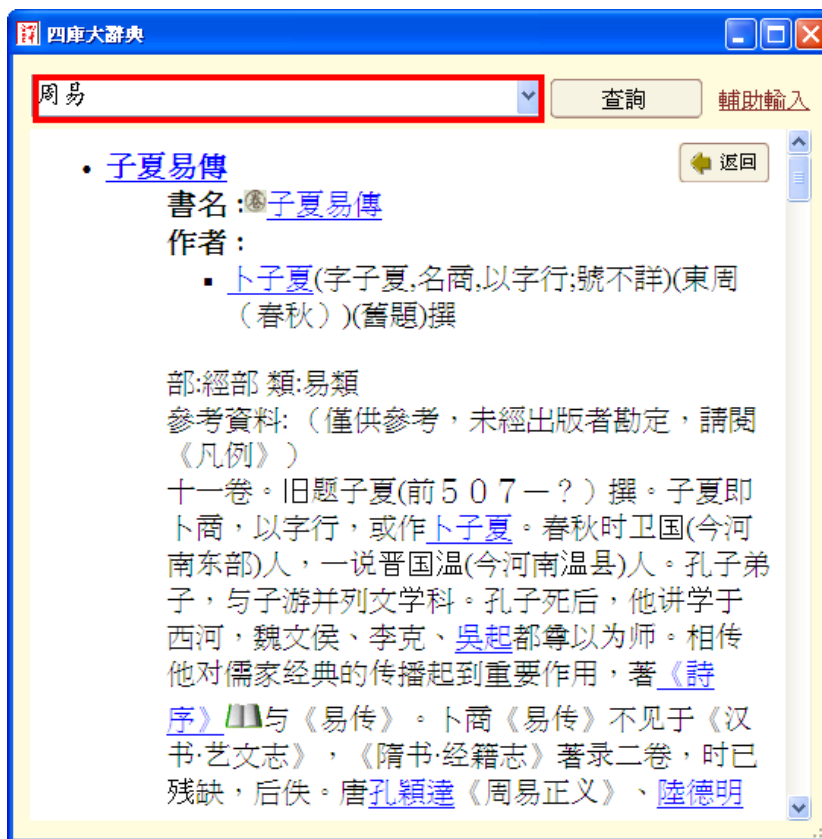 四庫大辭典
周易
查詢
輔助輸入
返回
• 子夏易傳
書名 :子夏易傳
作者 :
▪ 卜子夏(字子夏,名商,以字行;號不詳)(東周
（春秋））(舊題)撰
部:經部 類:易類
參考資料: （僅供參考，未經出版者勘定，請閱
《凡例》）
十一卷。旧题子夏(前５０７－？）撰。子夏即
卜商，以字行，或作卜子夏。春秋时卫国(今河
南东部)人，一说晋国温(今河南温县)人。孔子弟
子，与子游并列文学科。孔子死后，他讲学于
西河，魏文侯、李克、吳起都尊以为师。相传
他对儒家经典的传播起到重要作用，著《詩
序》与《易传》。卜商《易传》不见于《汉
书·艺文志》，《隋书·经籍志》著录二卷，时已
残缺，后佚。唐孔穎達《周易正义》、陸德明